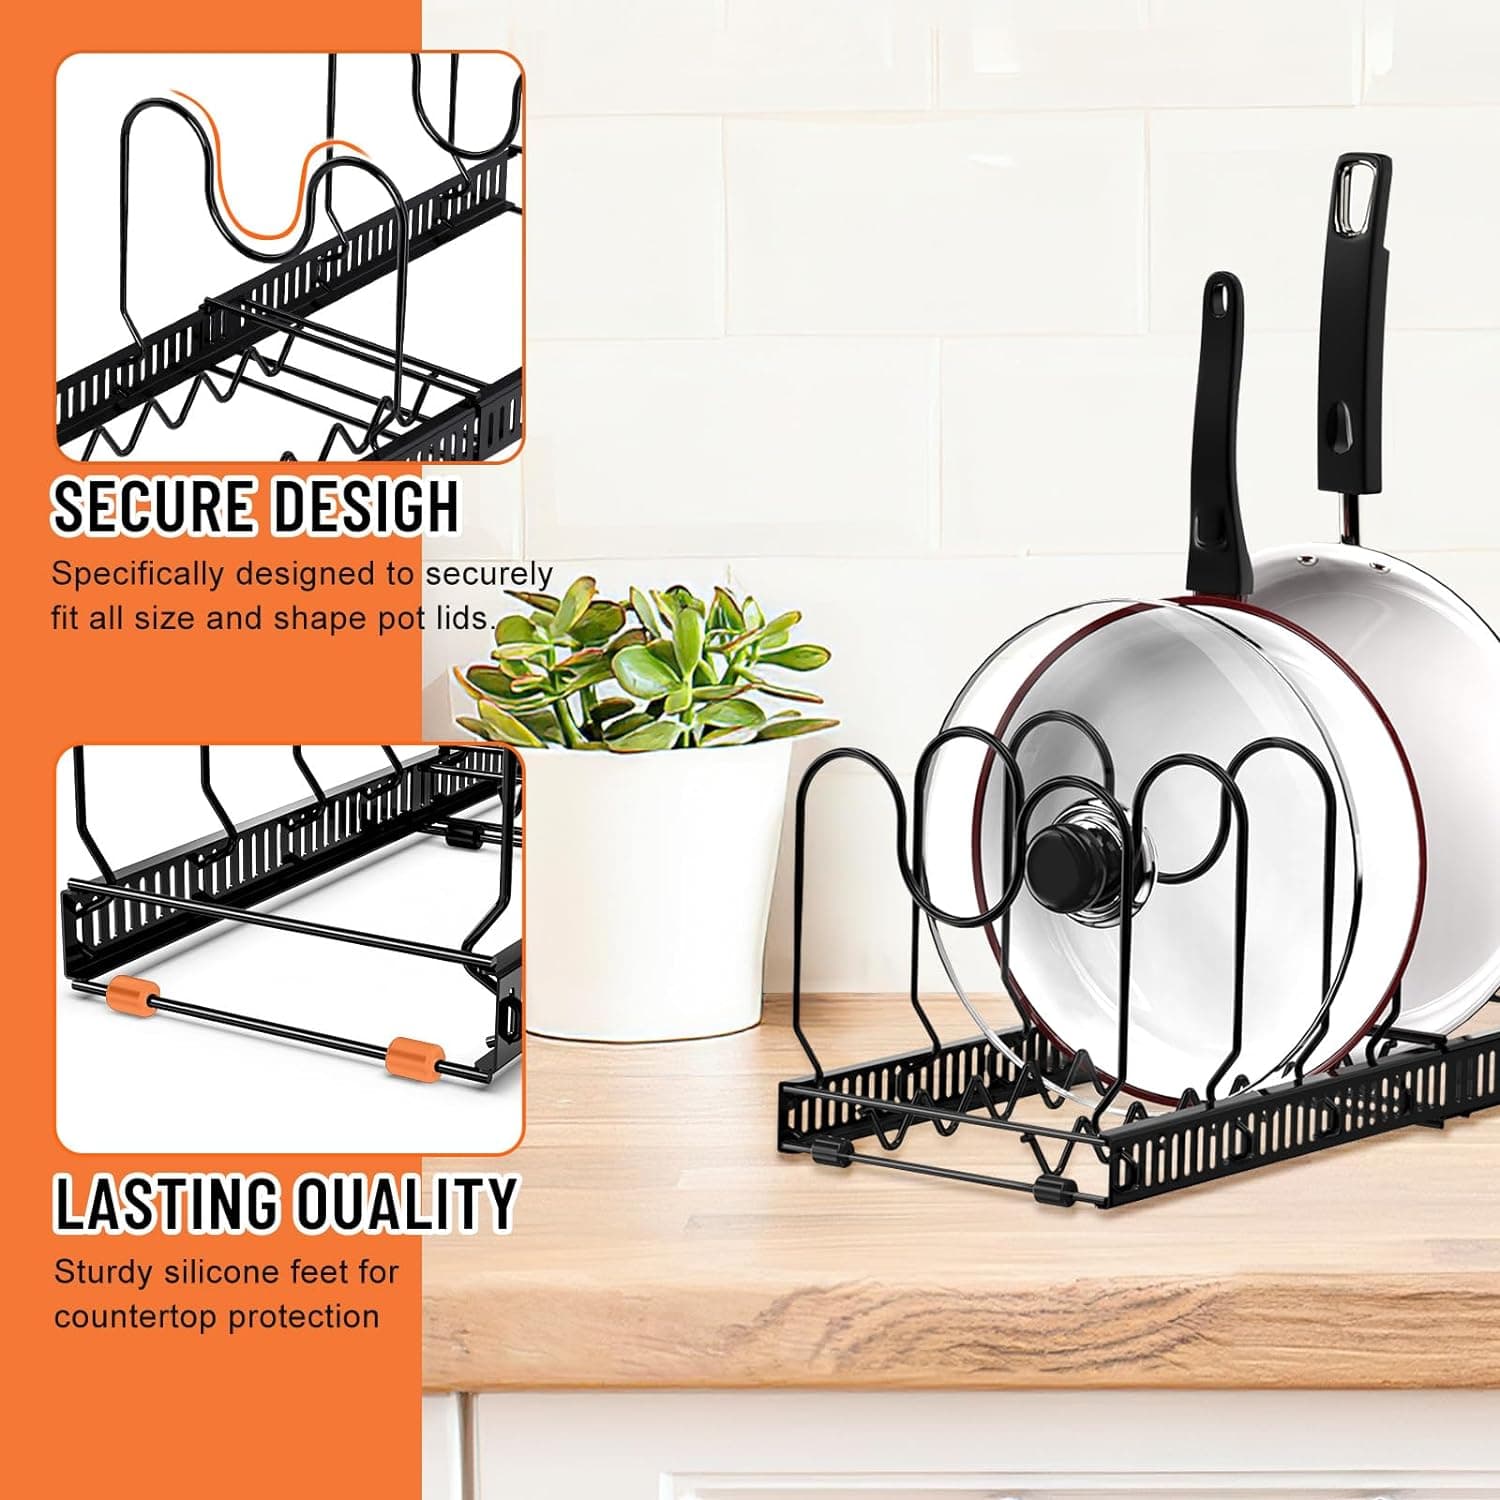 SECURE DESIGH
Specifically designed to securely
fit all size and shape pot lids.
LASTING QUALITY
Sturdy silicone feet for
countertop protection